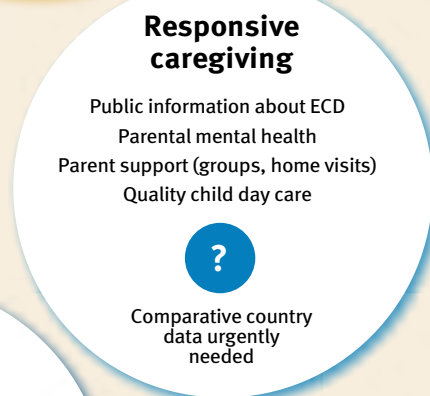 Responsive
caregiving
Public information about ECD
Parental mental health
Parent support (groups, home visits)
Quality child day care
?
Comparative country
data urgently
needed